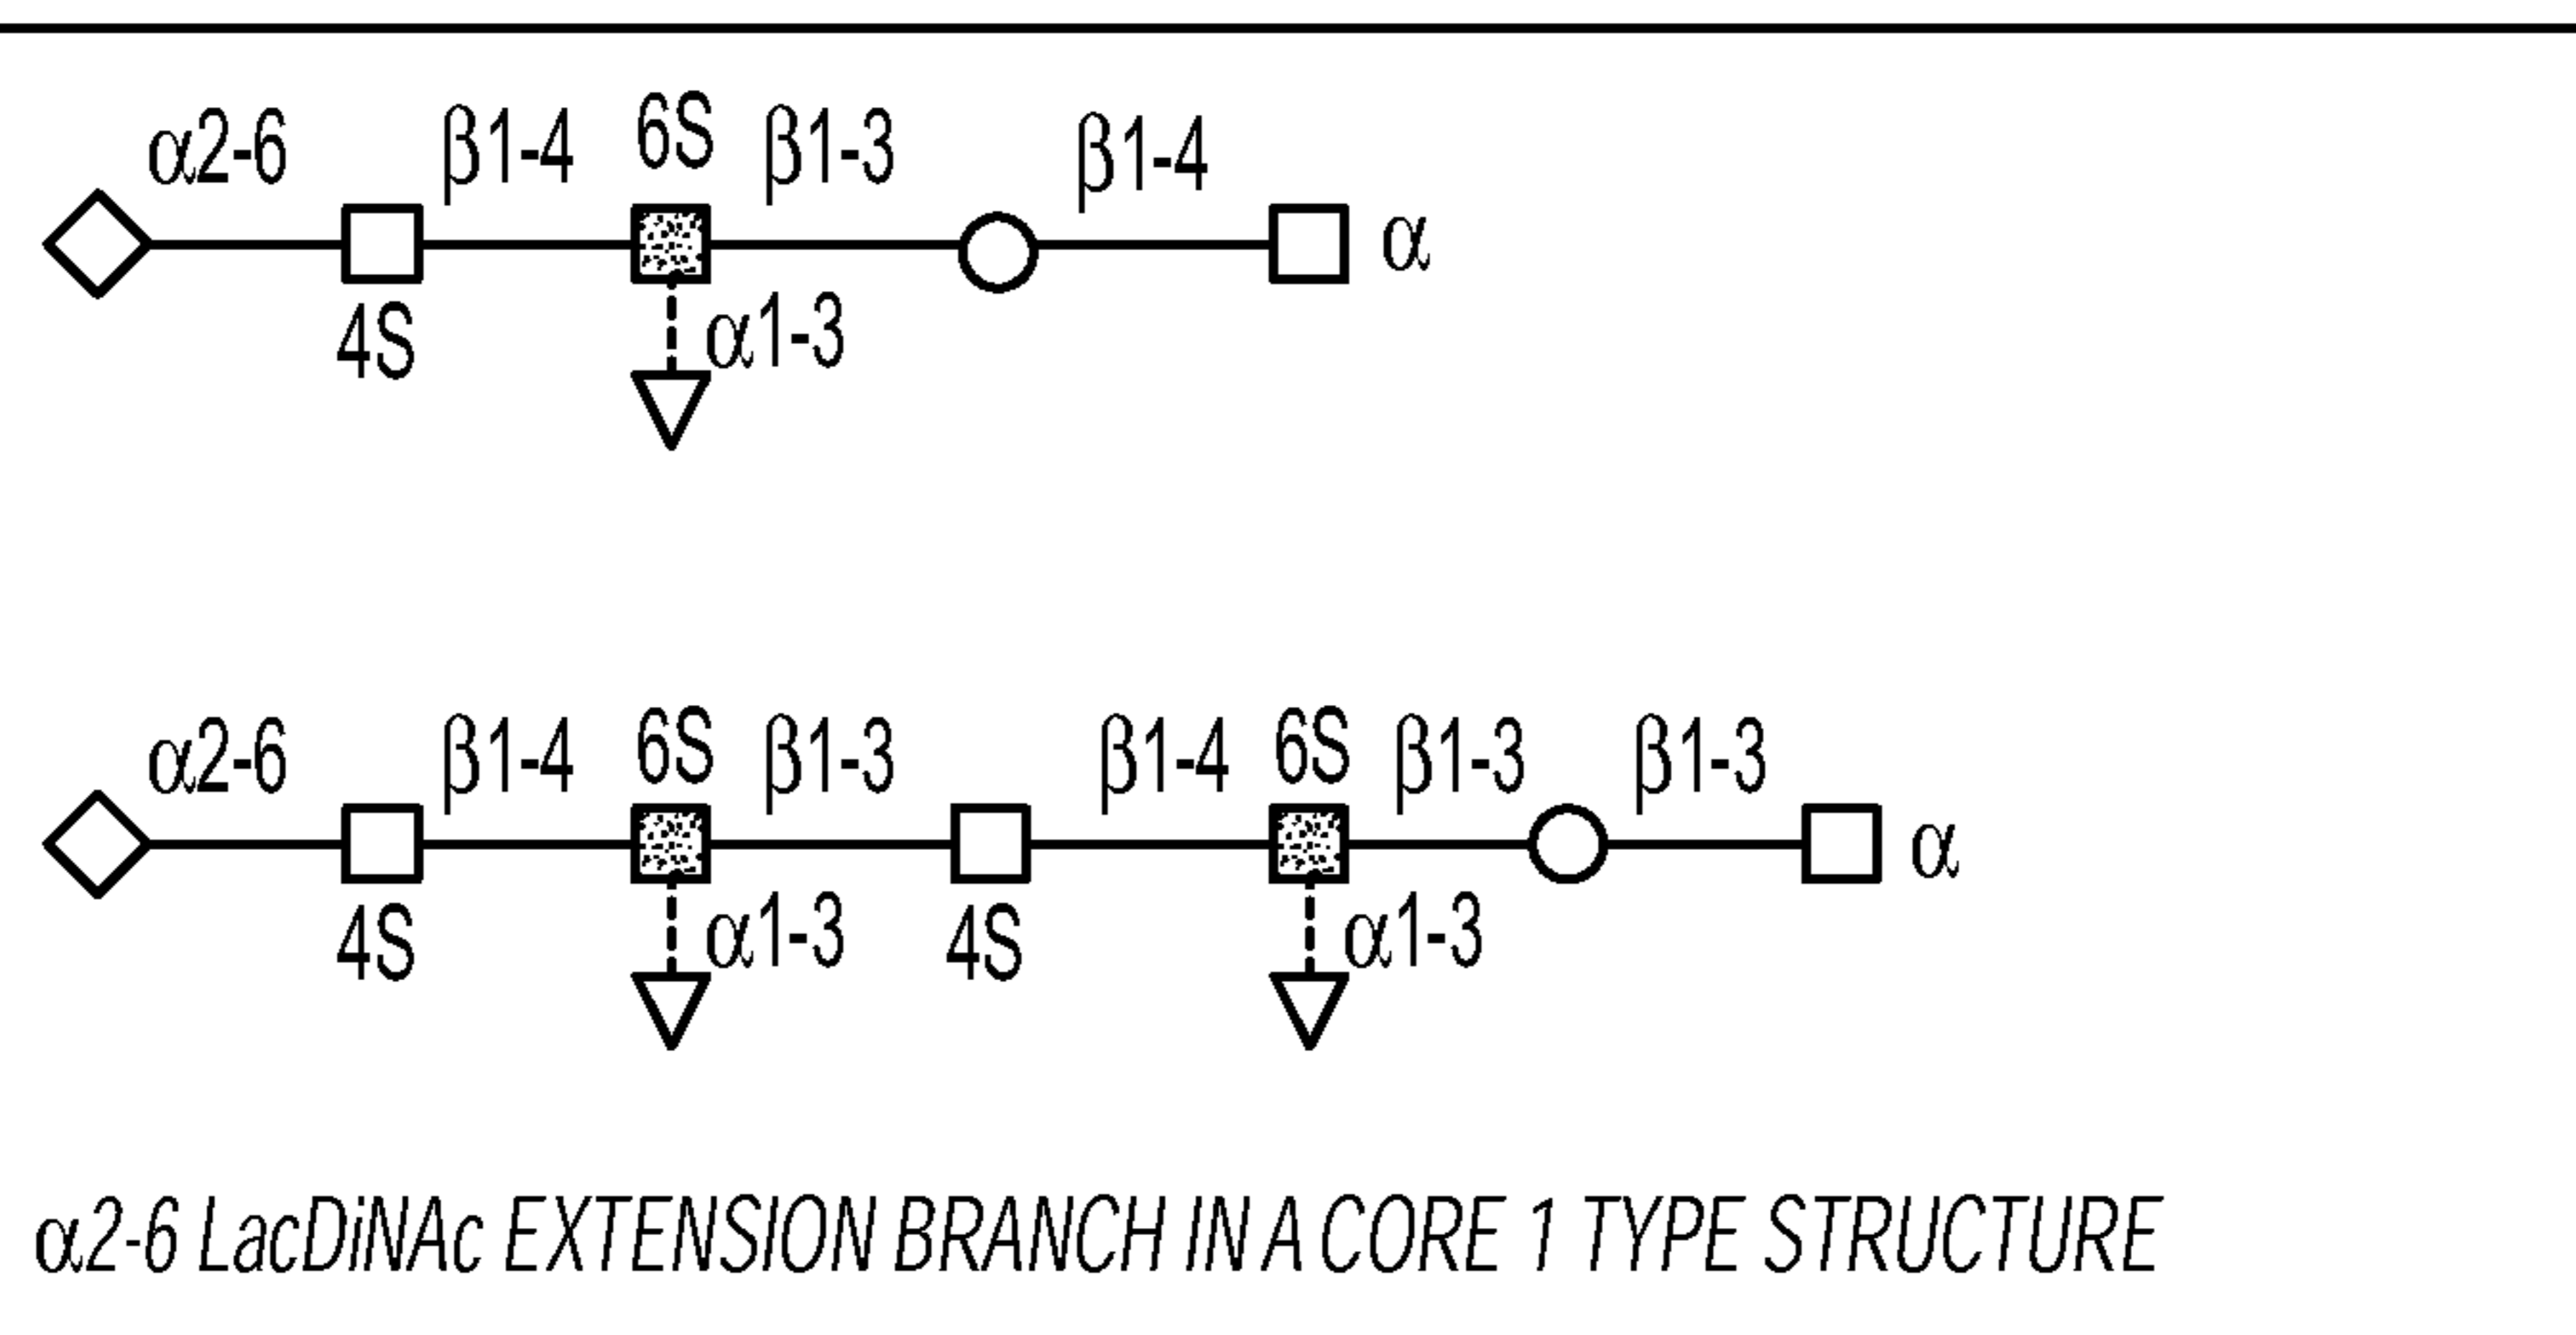 α2-6 β1-4 6S β1-3 β1-4
α
4S α1-3
α2-6 β1-4 6S β1-3 β1-4 6S β1-3 β1-3
α
4S α1-3 4S α1-3
α2-6 LacDiNAc EXTENSION BRANCH IN A CORE 1 TYPE STRUCTURE